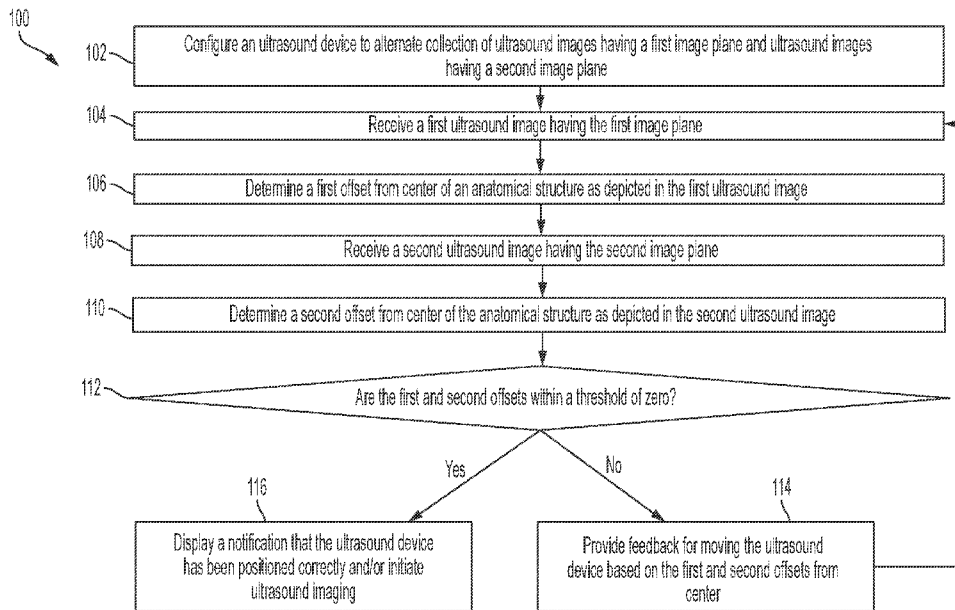 100
102
Configure an ultrasound device to alternate collection of ultrasound images having a first image plane and ultrasound images
having a second image plane
104
Receive a first ultrasound image having the first image plane
106
Determine a first offset from center of an anatomical structure as depicted in the first ultrasound image
108
Receive a second ultrasound image having the second image plane
110
Determine a second offset from center of the anatomical structure as depicted in the second ultrasound image
112
Are the first and second offsets within a threshold of zero?
Yes
No
116
Display a notification that the ultrasound device
has been positioned correctly and/or initiate
ultrasound imaging
114
Provide feedback for moving the ultrasound
device based on the first and second offsets from
center